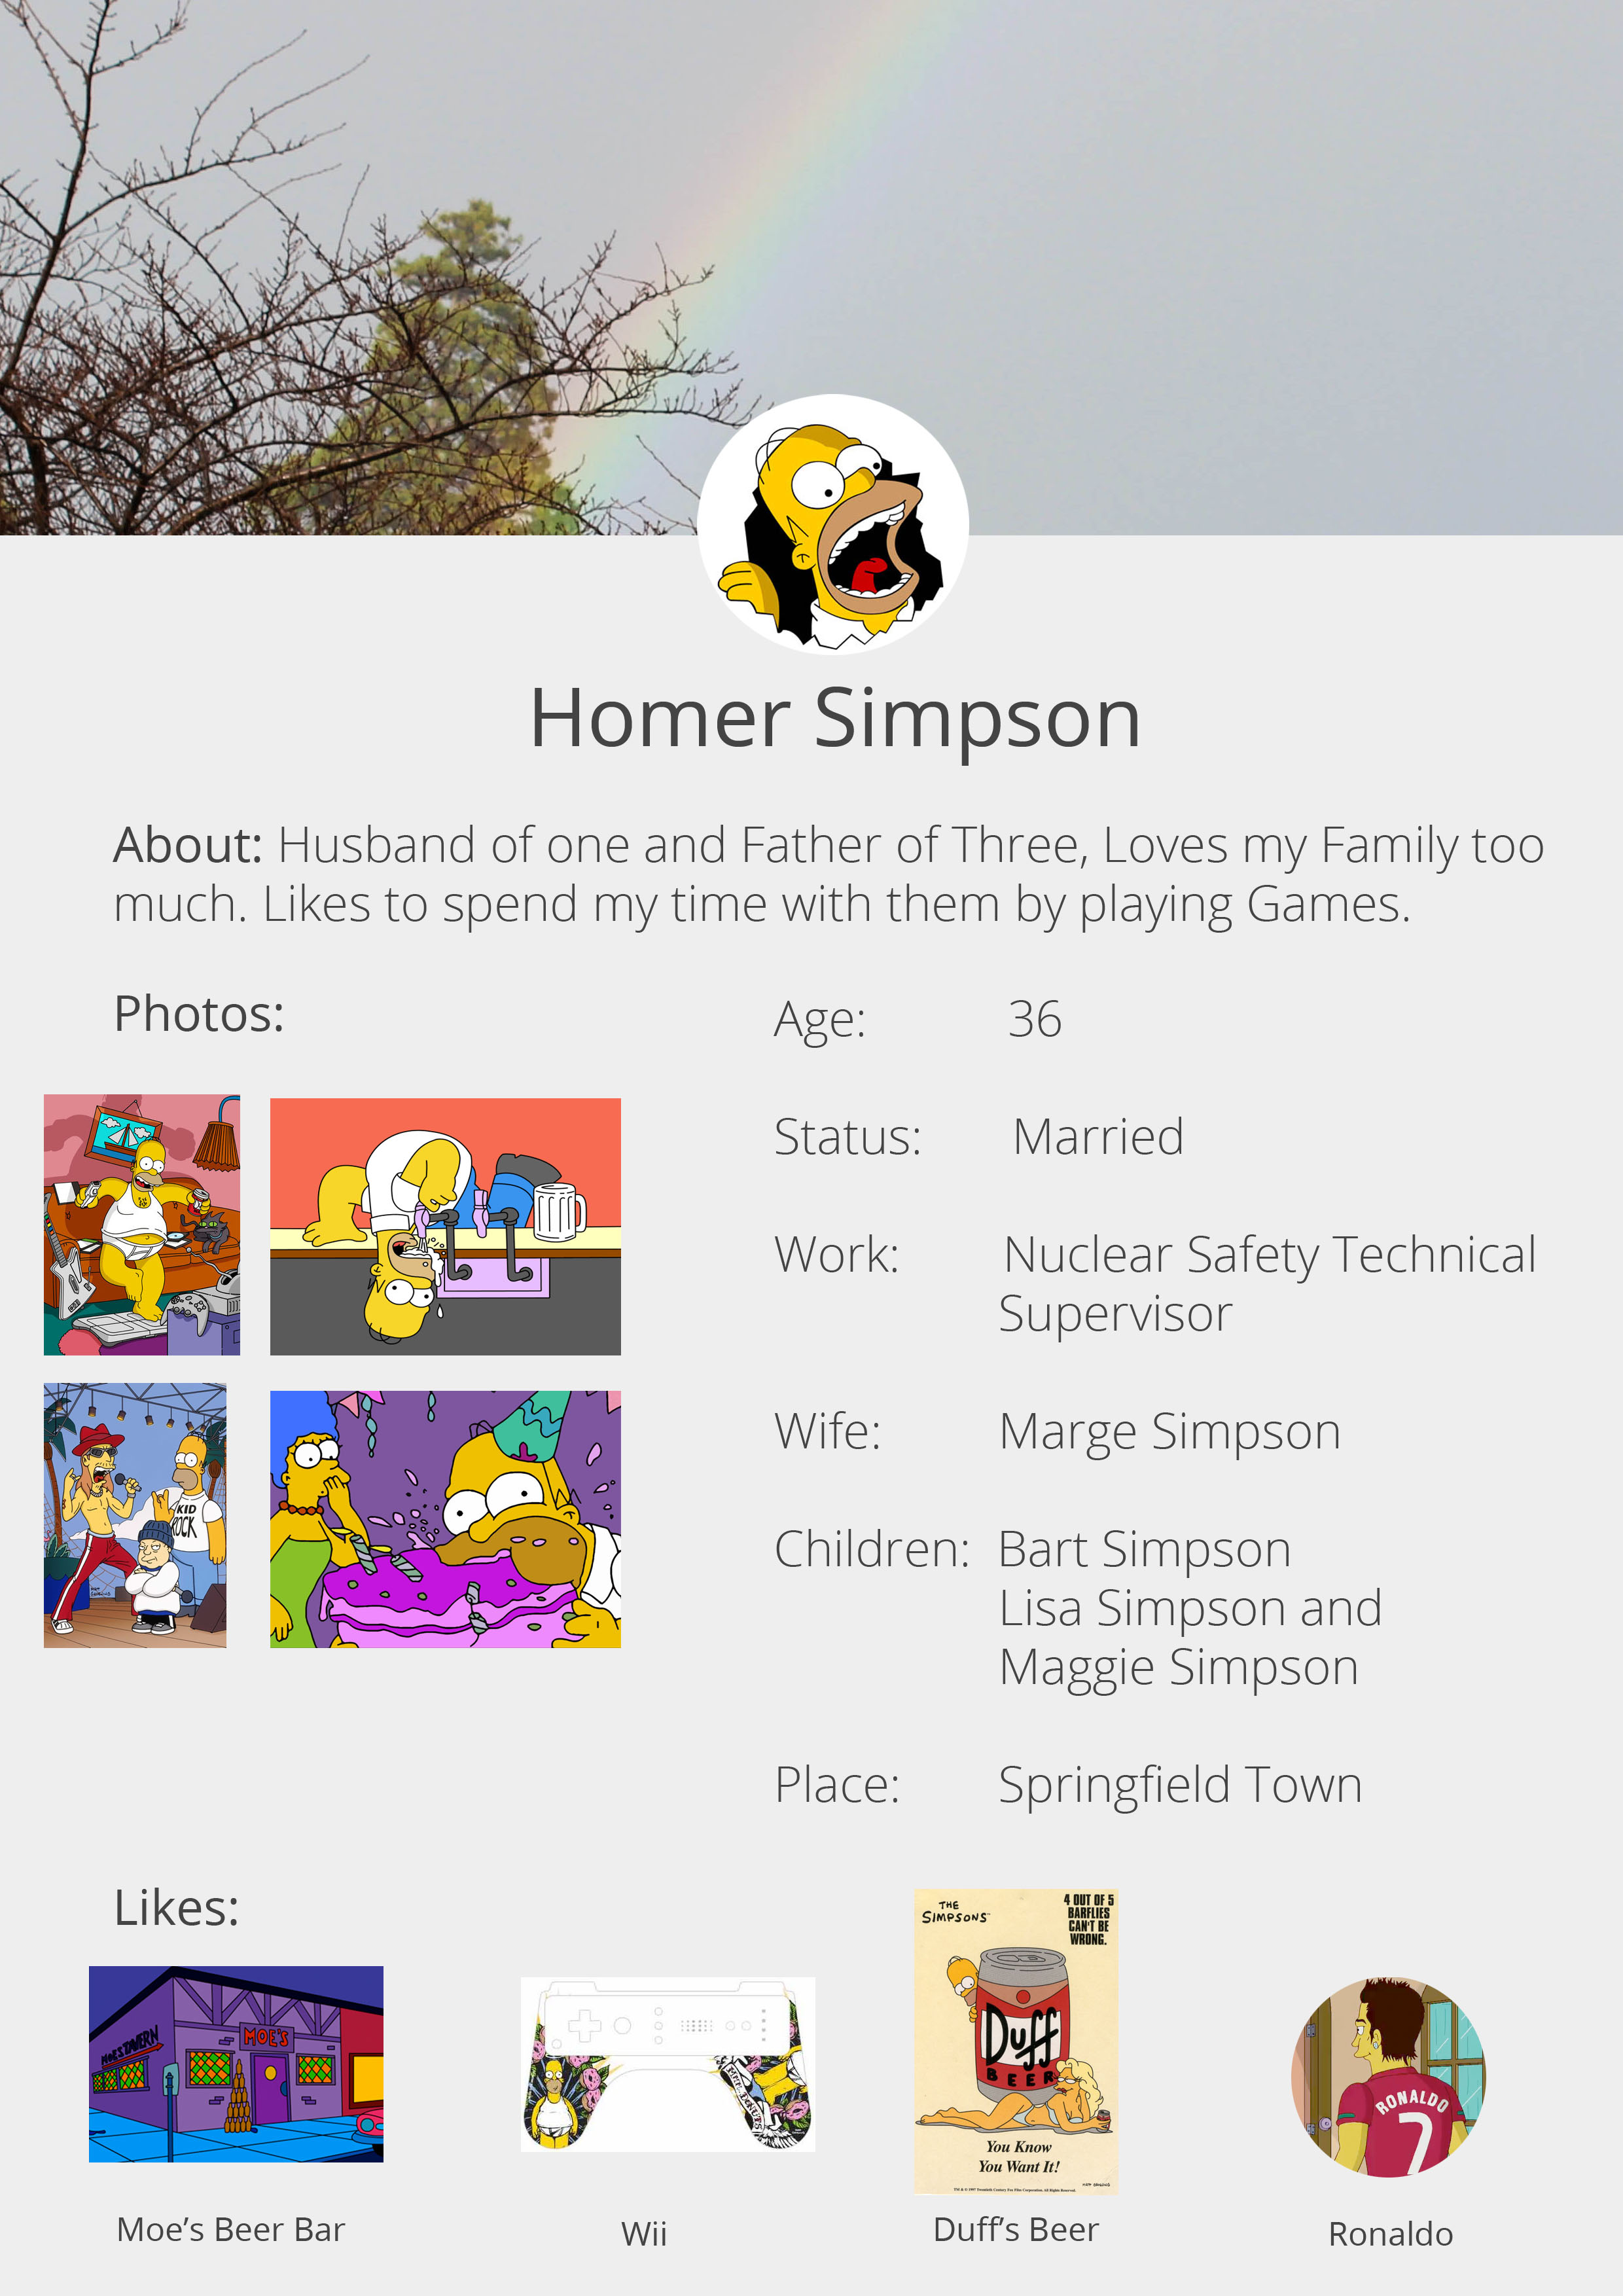 Homer Simpson
About: Husband of one and Father of Three, Loves my Family too
much. Likes to spend my time with them by playing Games.
Photos:
Age: 36
Status: Married
Work: Nuclear Safety Technical
Supervisor
Wife: Marge Simpson
Children: Bart Simpson
Lisa Simpson and
Maggie Simpson
Place: Springfield Town
KID
ROCK
Likes:
MOE'S TAVERN
MOE'S
THE
SIMPSONS
4 OUT OF 5
BARFLIES
CAN'T BE
WRONG.
Duff
BEER
You Know
You Want It!
RONALDO
7
Moe’s Beer Bar
Wii
Duff’s Beer
Ronaldo